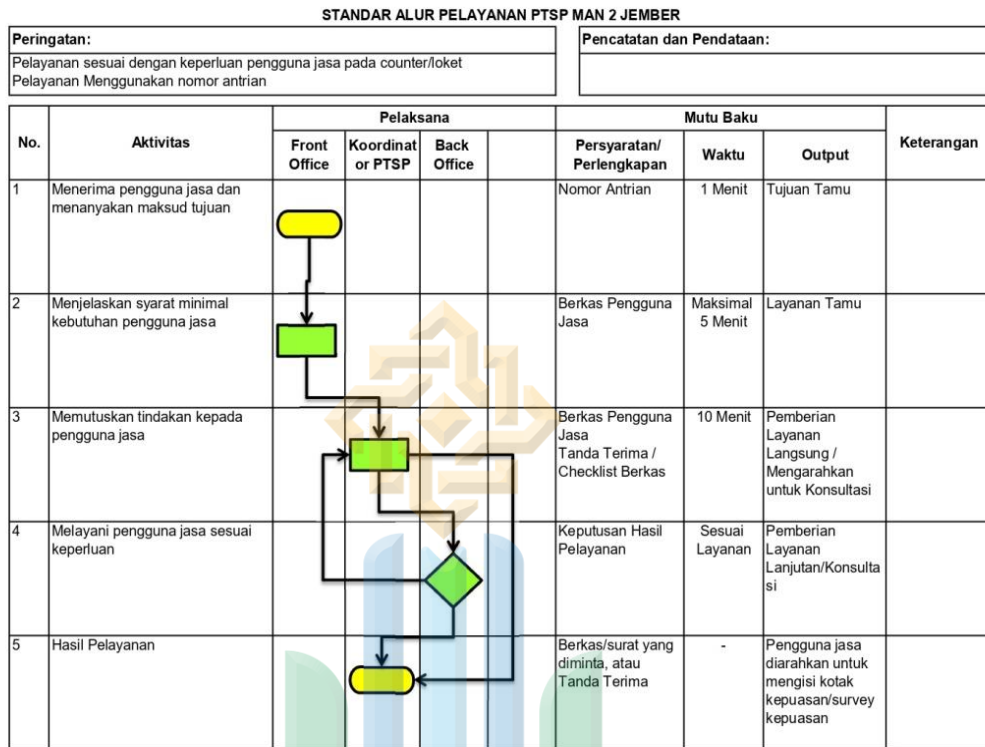 STANDAR ALUR PELAYANAN PTSP MAN 2 JEMBER
Peringatan:
Pelayanan sesuai dengan keperluan pengguna jasa pada counter/loket
Pelayanan Menggunakan nomor antrian
Pencatatan dan Pendataan:
No.
Aktivitas
Pelaksana
Mutu Baku
Keterangan
Front
Office
Koordinat
or PTSP
Back
Office
Persyaratan/
Perlengkapan
Waktu
Output
1
Menerima pengguna jasa dan
menanyakan maksud tujuan
Nomor Antrian
1 Menit
Tujuan Tamu
2
Menjelaskan syarat minimal
kebutuhan pengguna jasa
Berkas Pengguna
Jasa
Maksimal
5 Menit
Layanan Tamu
3
Memutuskan tindakan kepada
pengguna jasa
Berkas Pengguna
Jasa
Tanda Terima /
Checklist Berkas
10 Menit
Pemberian
Layanan
Langsung /
Mengarahkan
untuk Konsultasi
4
Melayani pengguna jasa sesuai
keperluan
Keputusan Hasil
Pelayanan
Sesuai
Layanan
Pemberian
Layanan
Lanjutan/Konsulta
si
5
Hasil Pelayanan
Berkas/surat yang
diminta, atau
Tanda Terima
-
Pengguna jasa
diarahkan untuk
mengisi kotak
kepuasan/survey
kepuasan